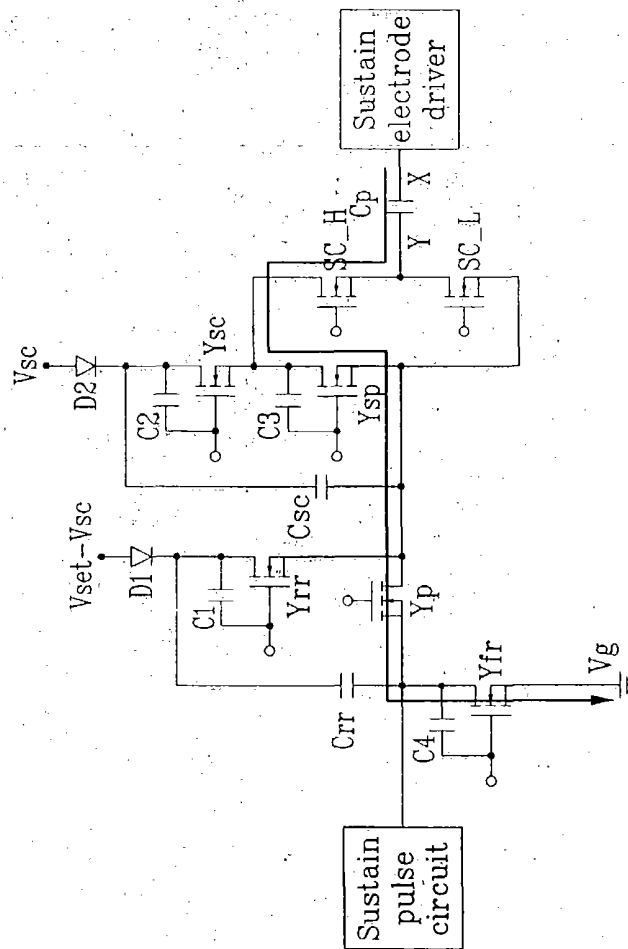 Sustain
electrode
driver
Vsc
D2
C2
Ysc
SC_H
Cp
X
Y
C3
Ysp
SC_L
Csc
Vset-Vsc
D1
C1
Yrr
Yp
Crr
C4
Yfr
Vg
Sustain
pulse
circuit